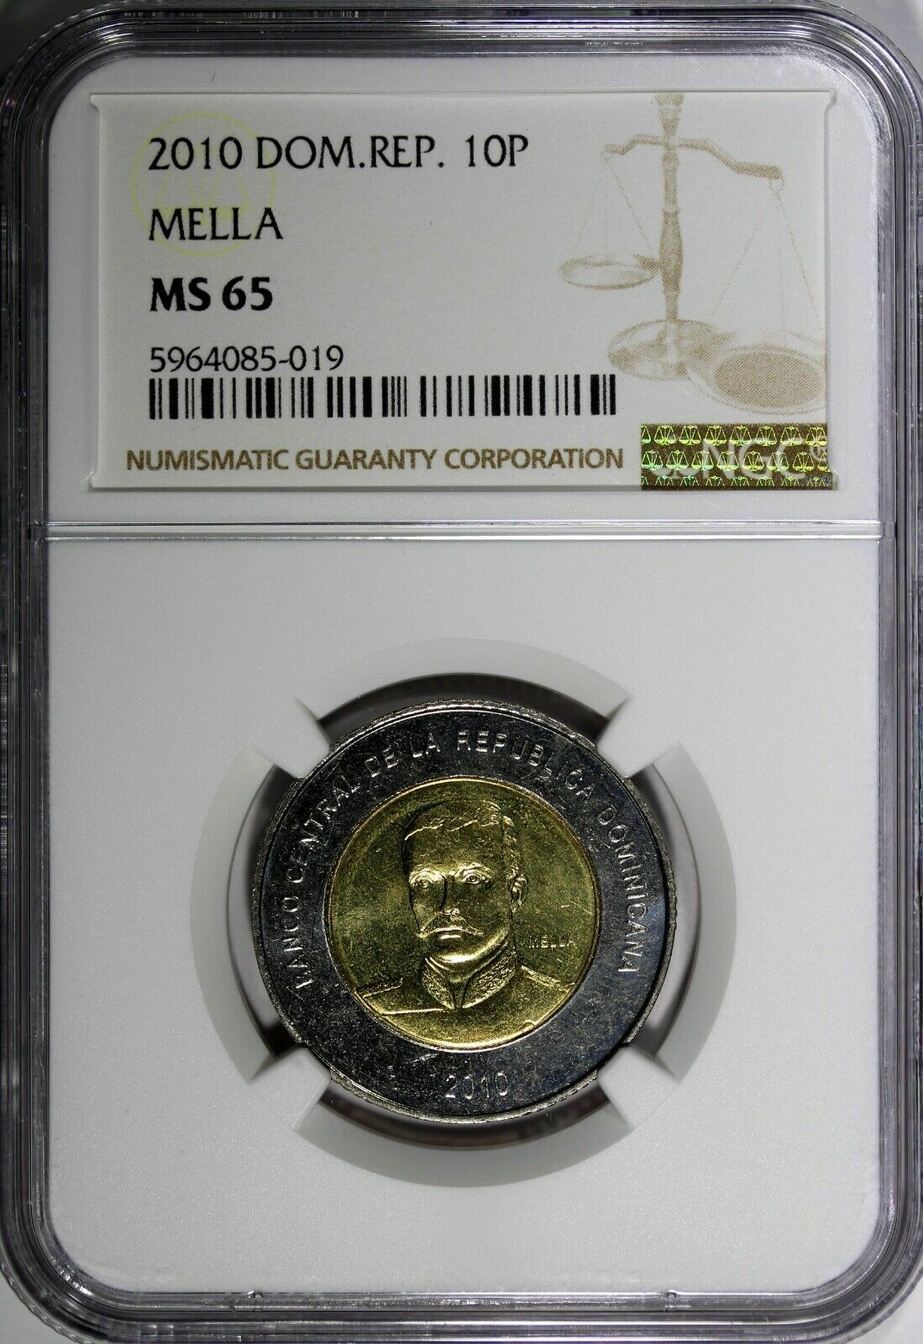 2010 DOM.REP. 10P
MELLA
MS 65
5964085-019
NUMISMATIC GUARANTY CORPORATION
NGC
BANCO CENTRAL DE LA REPUBLICA DOMINICANA
MELLA
2010